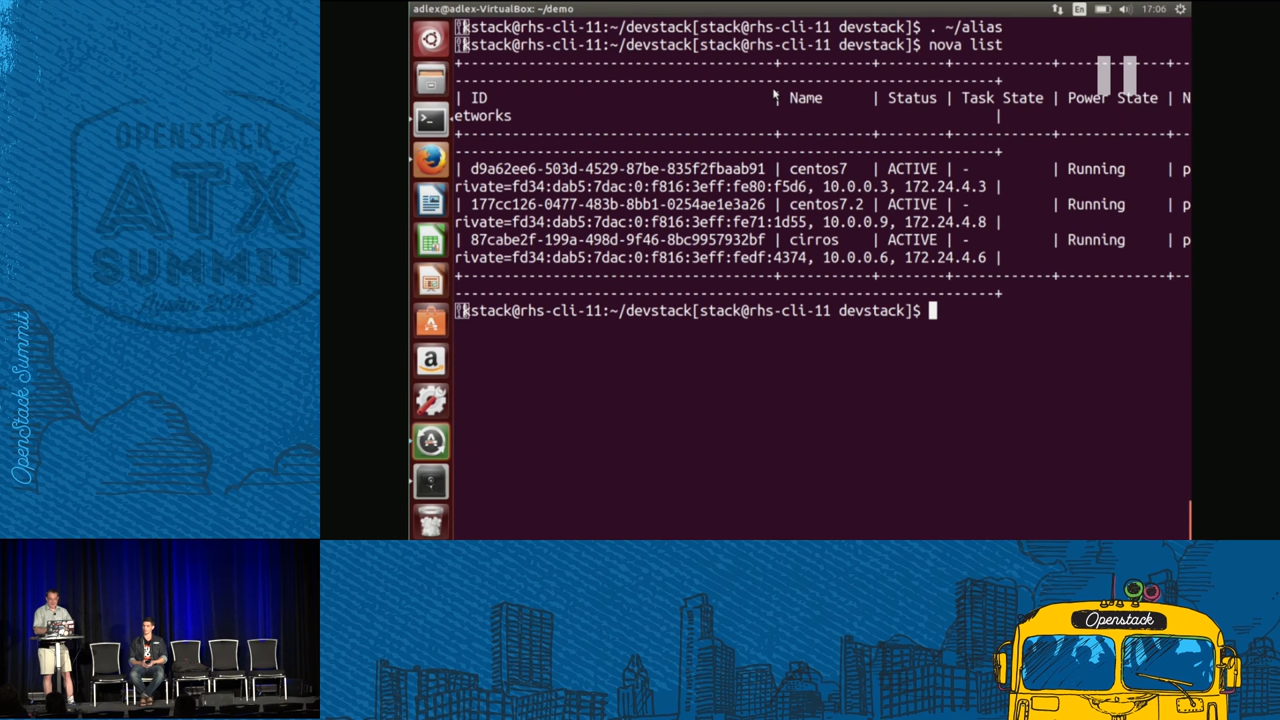 adlex@adlex-VirtualBox: ~/demo
En
17:06
kstack@rhs-cli-11:~/devstack[stack@rhs-cli-11 devstack]$ . ~/alias
kstack@rhs-cli-11:~/devstack[stack@rhs-cli-11 devstack]$ nova list
+----------------------------------+--------+--------+-----------+-----------+--
--------------------------------------------------------+
| ID | Name | Status | Task State | Power State | N
etworks |
+----------------------------------+--------+--------+-----------+-----------+--
--------------------------------------------------------+
| d9a62ee6-503d-4529-87be-835f2fbaab91 | centos7 | ACTIVE | - | Running | p
rivate=fd34:dab5:7dac:0:f816:3eff:fe80:f5d6, 10.0.0.3, 172.24.4.3 |
| 177cc126-0477-483b-8bb1-0254ae1e3a26 | centos7.2 | ACTIVE | - | Running | p
rivate=fd34:dab5:7dac:0:f816:3eff:fe71:1d55, 10.0.0.9, 172.24.4.8 |
| 87cabe2f-199a-498d-9f46-8bc9957932bf | cirros | ACTIVE | - | Running | p
rivate=fd34:dab5:7dac:0:f816:3eff:fedf:4374, 10.0.0.6, 172.24.4.6 |
+----------------------------------+--------+--------+-----------+-----------+--
--------------------------------------------------------+
kstack@rhs-cli-11:~/devstack[stack@rhs-cli-11 devstack]$
OPENSTACK
ATX
SUMMIT
OpenStack Summit
Openstack